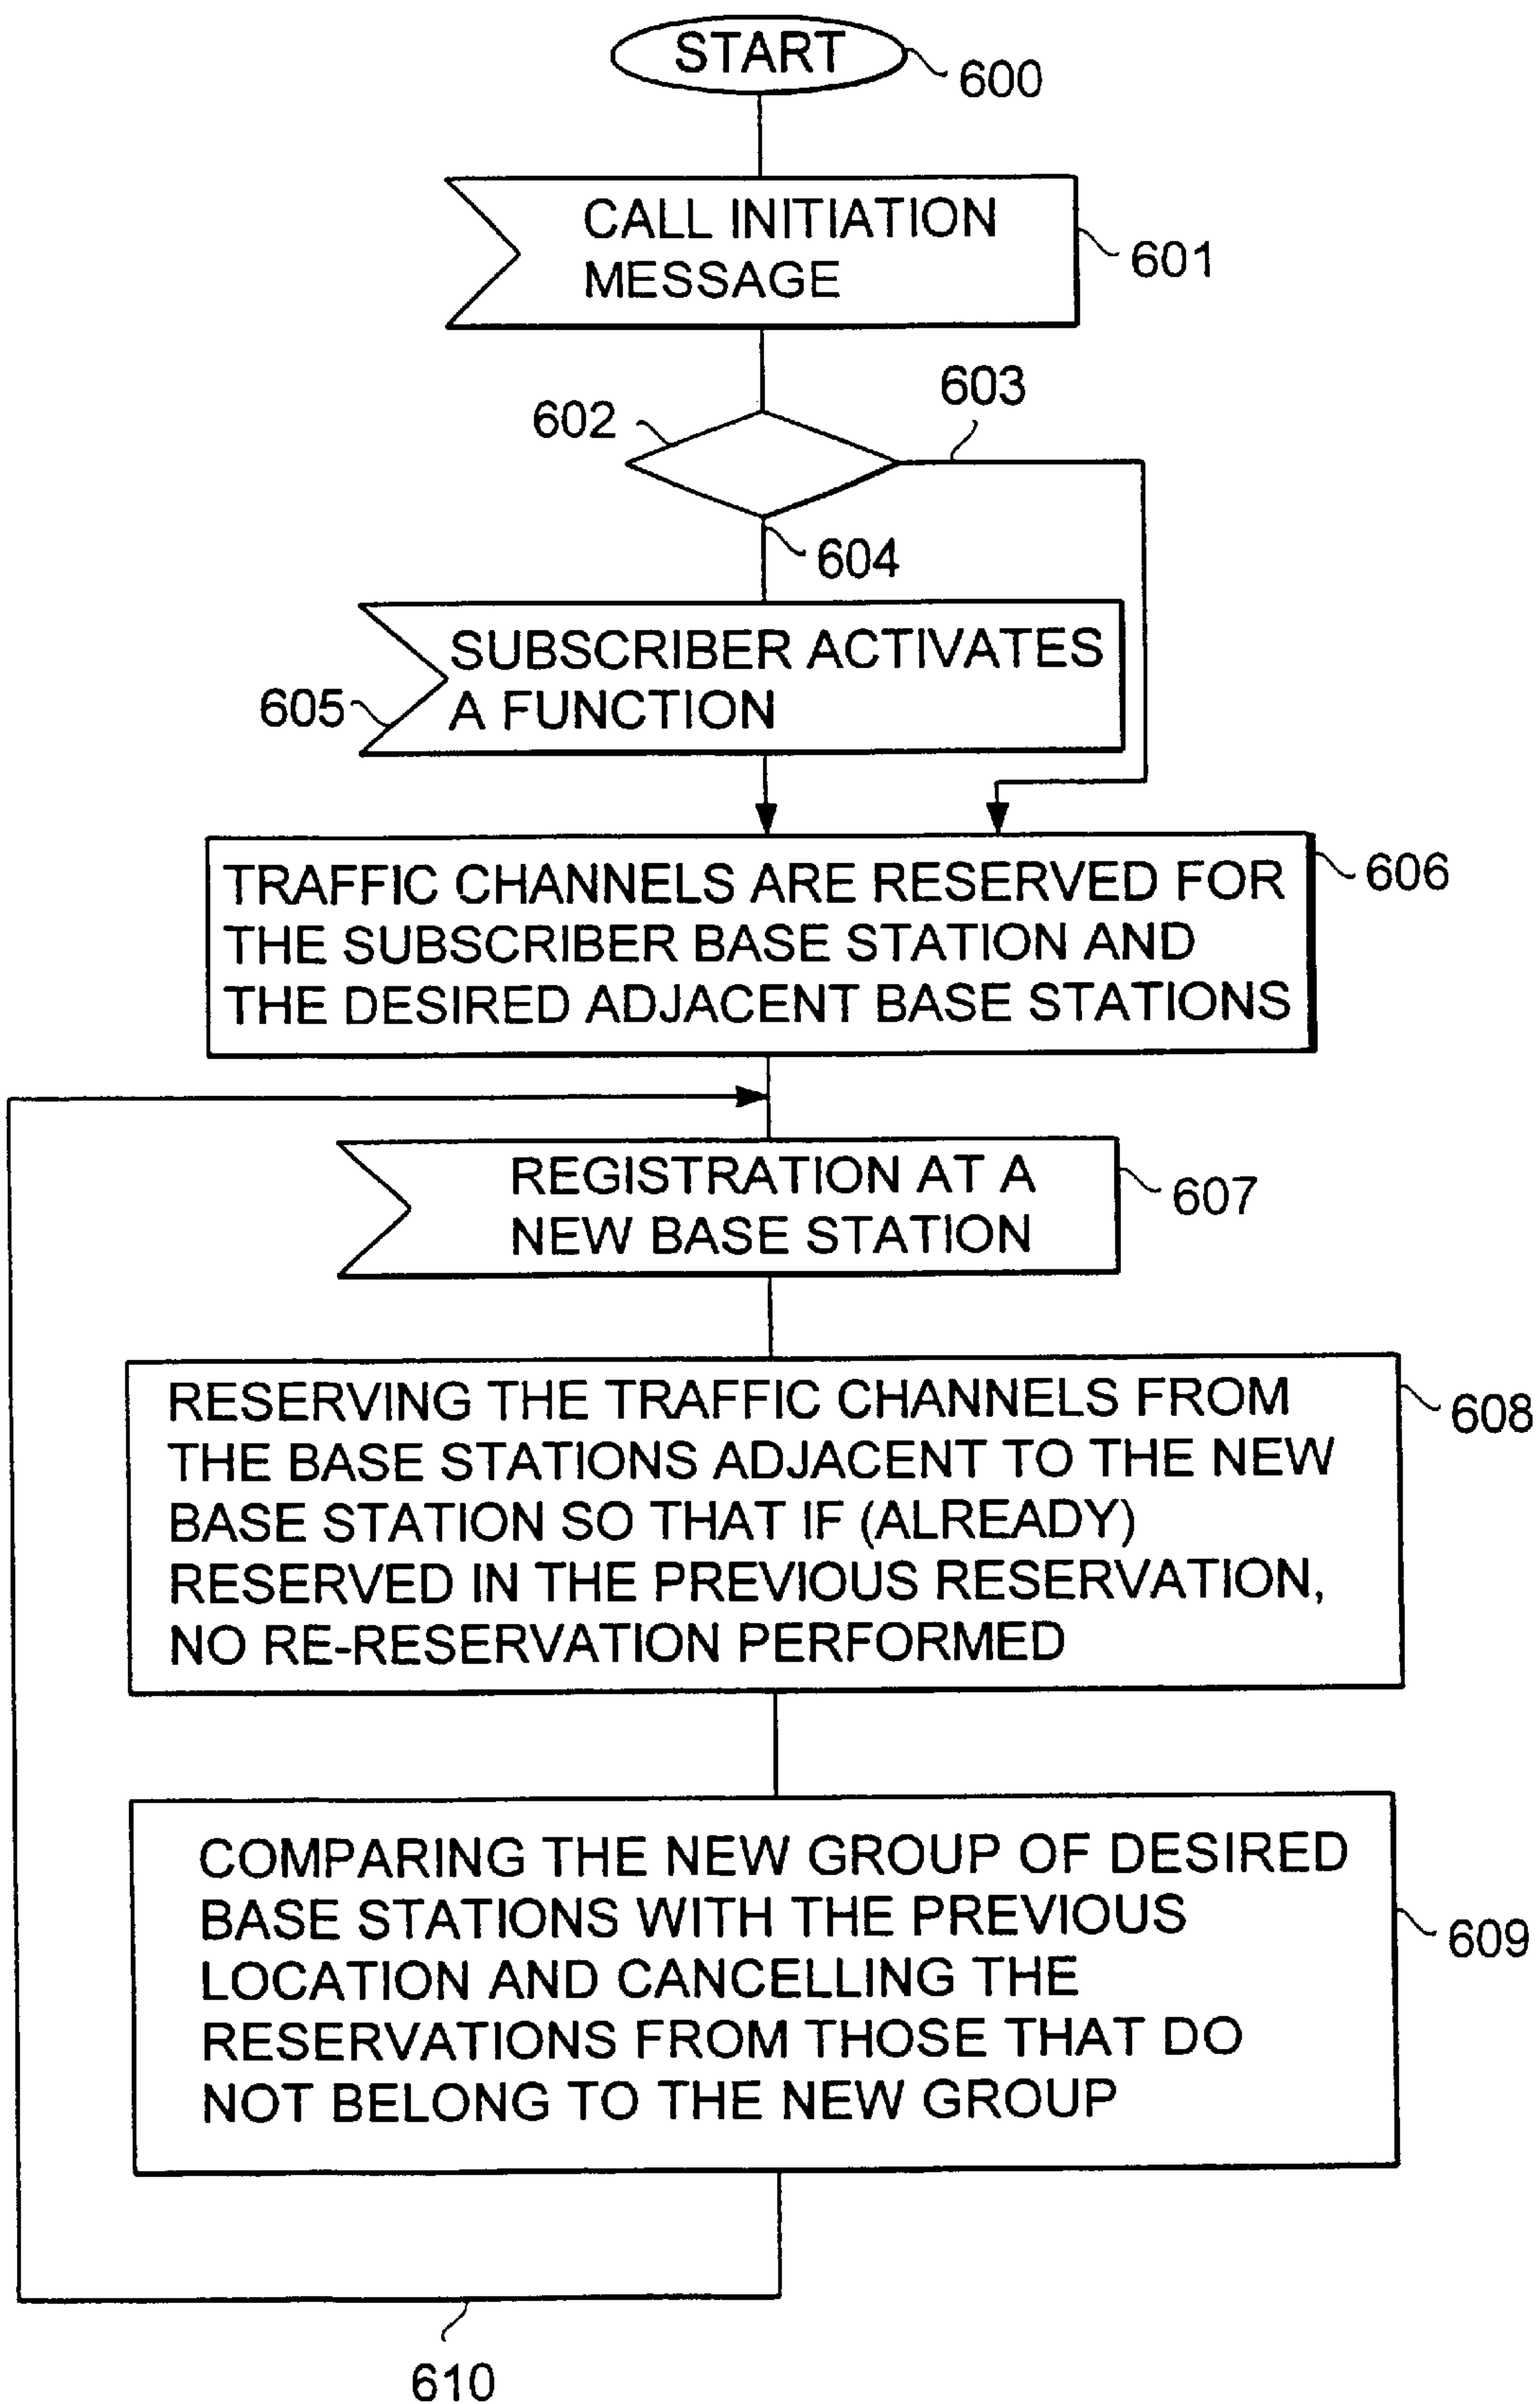 START
600
CALL INITIATION
MESSAGE
601
603
602
604
SUBSCRIBER ACTIVATES
A FUNCTION
605
TRAFFIC CHANNELS ARE RESERVED FOR
THE SUBSCRIBER BASE STATION AND
THE DESIRED ADJACENT BASE STATIONS
606
REGISTRATION AT A
NEW BASE STATION
607
RESERVING THE TRAFFIC CHANNELS FROM
THE BASE STATIONS ADJACENT TO THE NEW
BASE STATION SO THAT IF (ALREADY)
RESERVED IN THE PREVIOUS RESERVATION,
NO RE-RESERVATION PERFORMED
608
COMPARING THE NEW GROUP OF DESIRED
BASE STATIONS WITH THE PREVIOUS
LOCATION AND CANCELLING THE
RESERVATIONS FROM THOSE THAT DO
NOT BELONG TO THE NEW GROUP
609
610